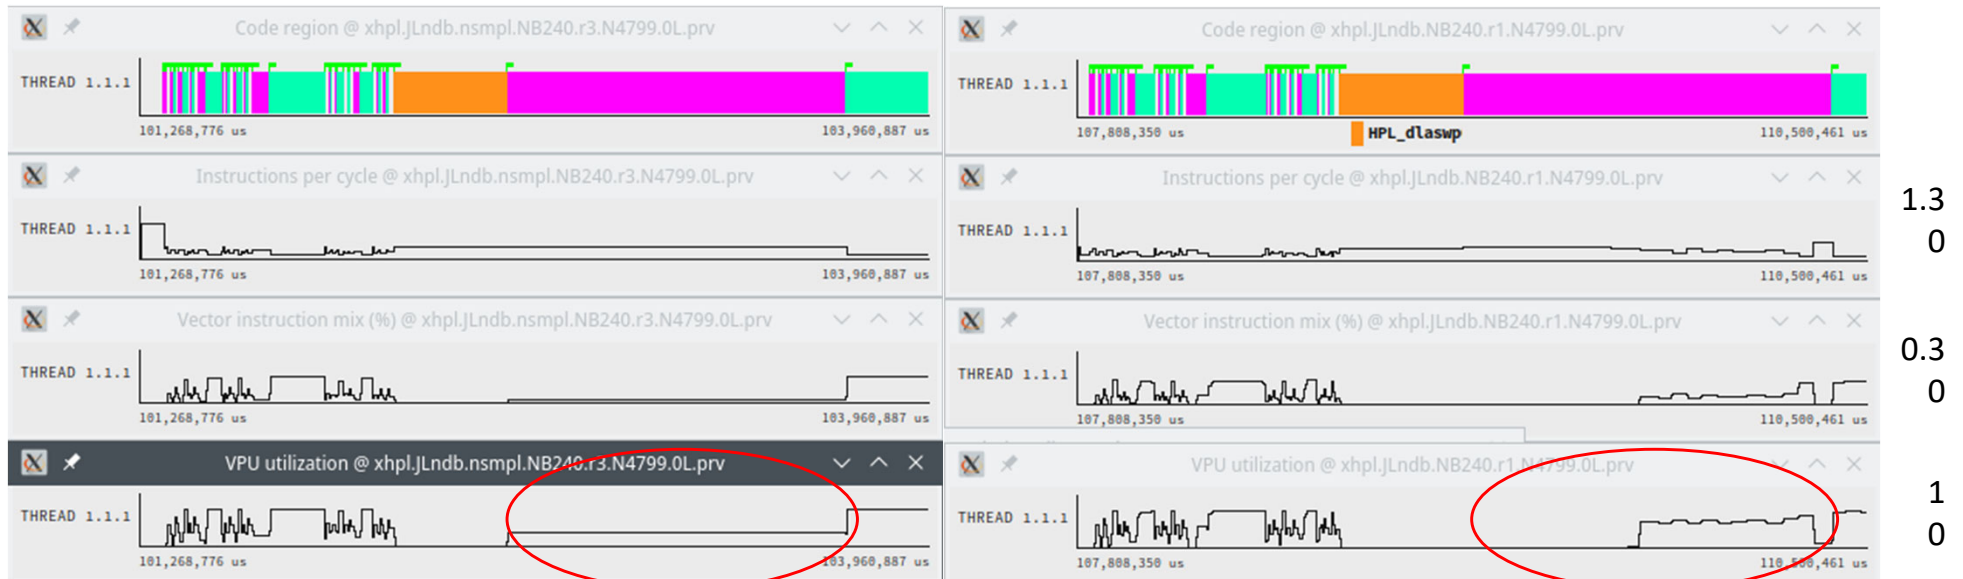 Code region @ xhpl.JLndb.nsmpl.NB240.r3.N4799.0L.prv
THREAD 1.1.1
101,268,776 us
103,960,887 us
Instructions per cycle @ xhpl.JLndb.nsmpl.NB240.r3.N4799.0L.prv
THREAD 1.1.1
101,268,776 us
103,960,887 us
Vector instruction mix (%) @ xhpl.JLndb.nsmpl.NB240.r3.N4799.0L.prv
THREAD 1.1.1
101,268,776 us
103,960,887 us
VPU utilization @ xhpl.JLndb.nsmpl.NB240.r3.N4799.0L.prv
THREAD 1.1.1
101,268,776 us
103,960,887 us
Code region @ xhpl.JLndb.NB240.r1.N4799.0L.prv
THREAD 1.1.1
107,808,350 us
HPL_dlaswp
110,500,461 us
Instructions per cycle @ xhpl.JLndb.NB240.r1.N4799.0L.prv
THREAD 1.1.1
107,808,350 us
110,500,461 us
Vector instruction mix (%) @ xhpl.JLndb.NB240.r1.N4799.0L.prv
THREAD 1.1.1
107,808,350 us
110,500,461 us
VPU utilization @ xhpl.JLndb.NB240.r1.N4799.0L.prv
THREAD 1.1.1
107,808,350 us
110,500,461 us
1.3
0
0.3
0
1
0